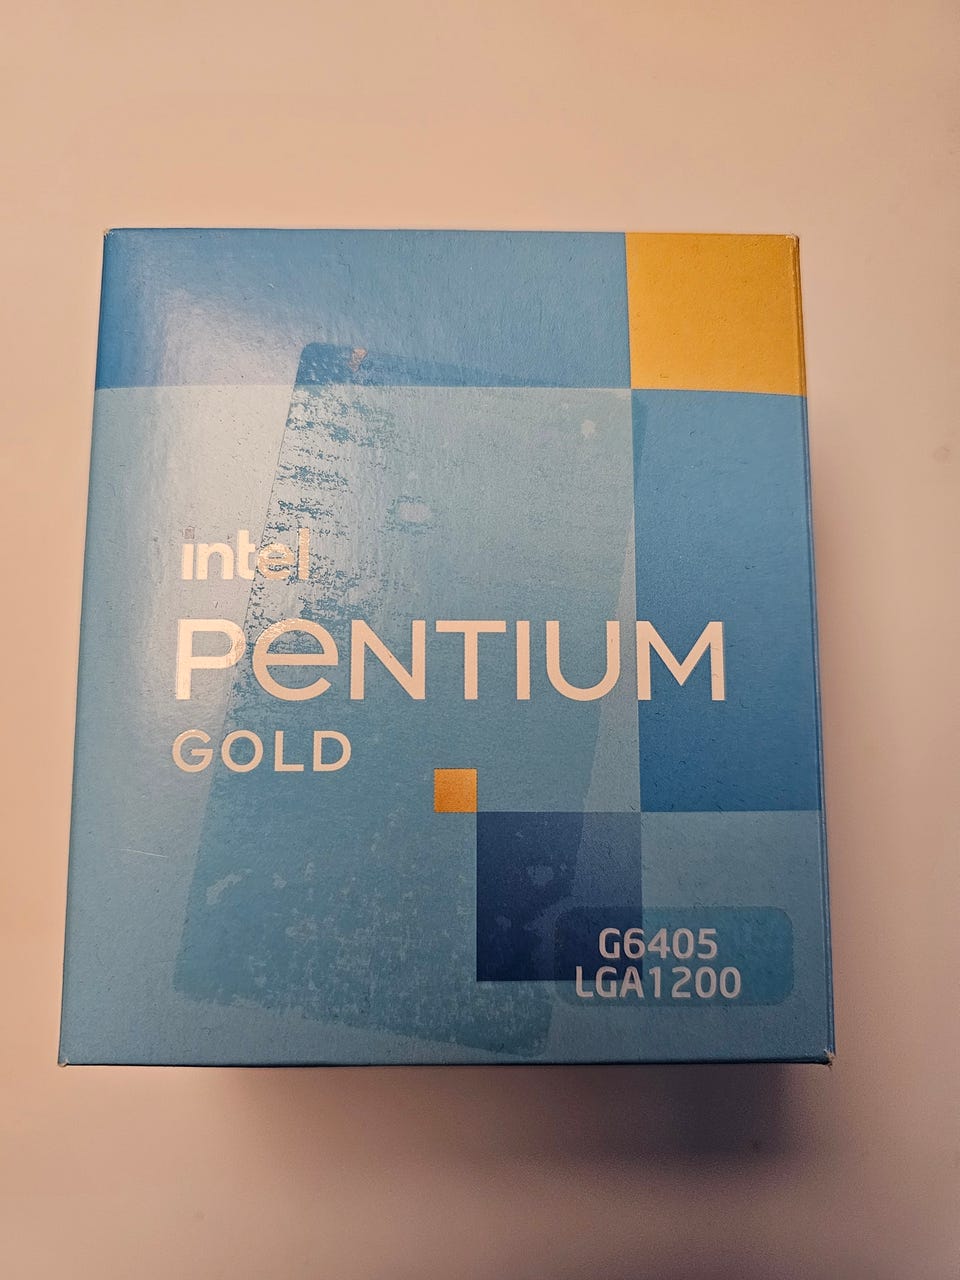 intel
PENTIUM
GOLD
G6405
LGA1200